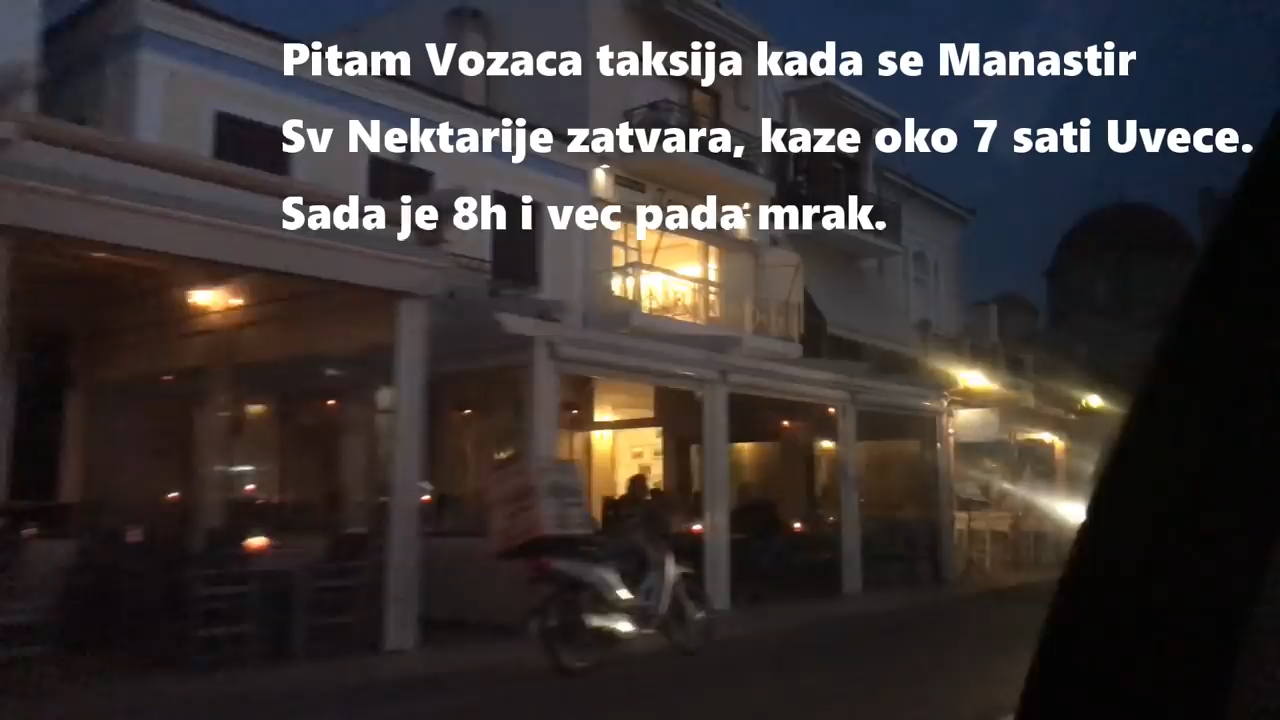 Pitam Vozaca taksija kada se Manastir
Sv Nektarije zatvara, kaze oko 7 sati Uvece.
Sada je 8h i vec pada mrak.